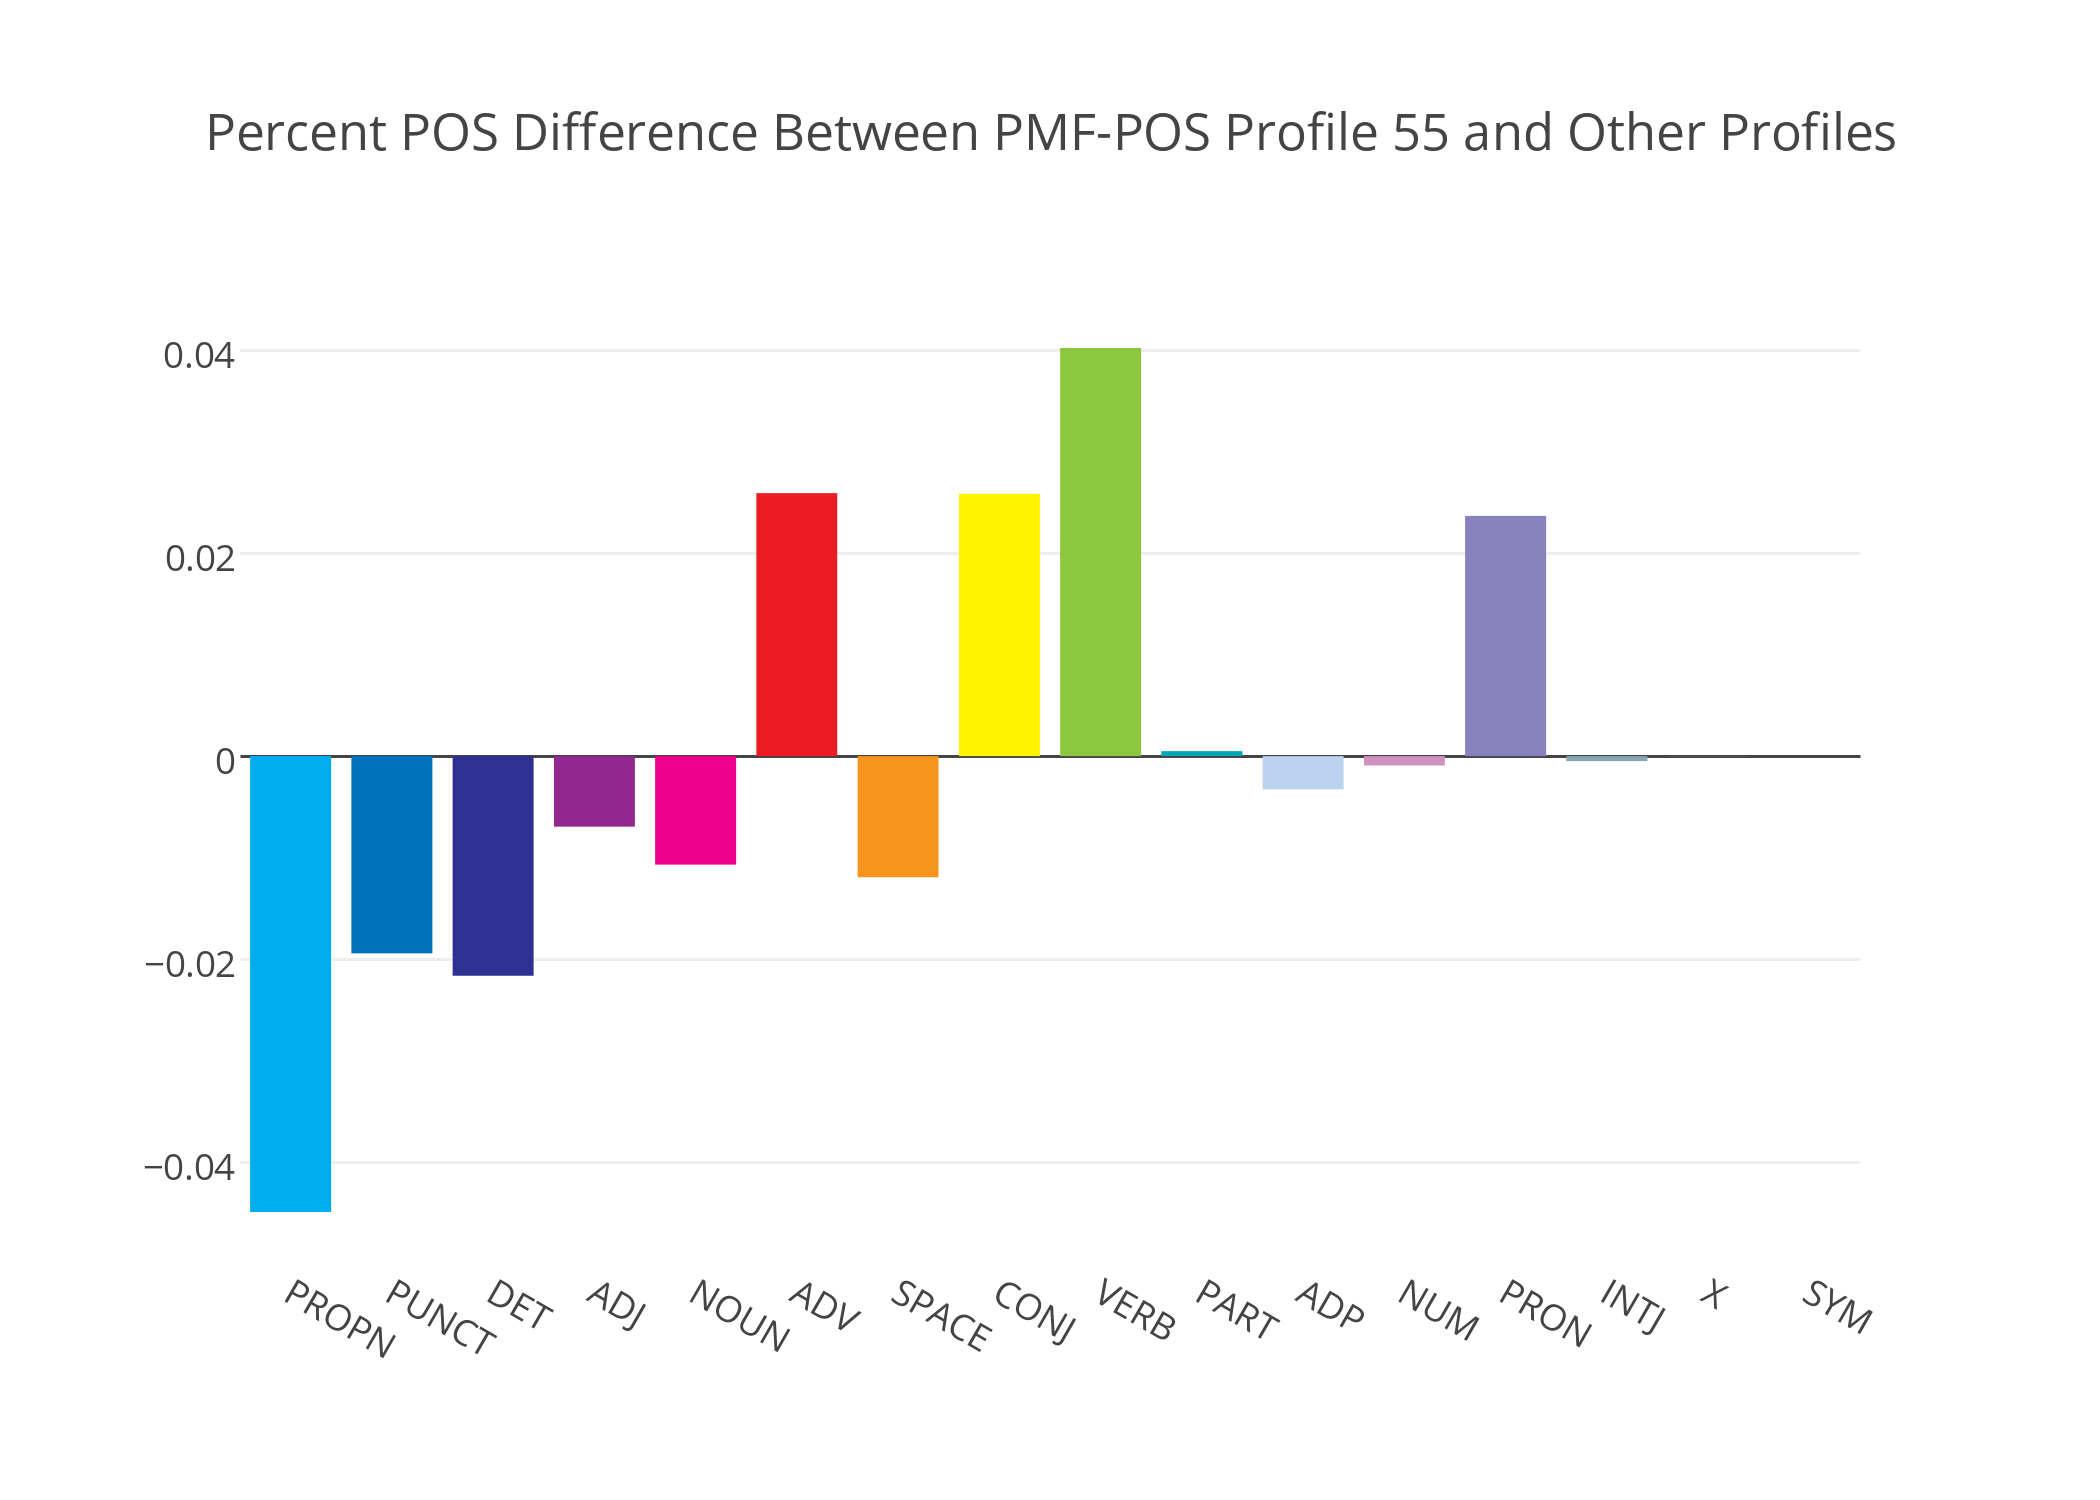 Percent POS Difference Between PMF-POS Profile 55 and Other Profiles
0.04
0.02
0
−0.02
−0.04
PROPN
PUNCT
DET
ADJ
NOUN
ADV
SPACE
CONJ
VERB
PART
ADP
NUM
PRON
INTJ
X
SYM